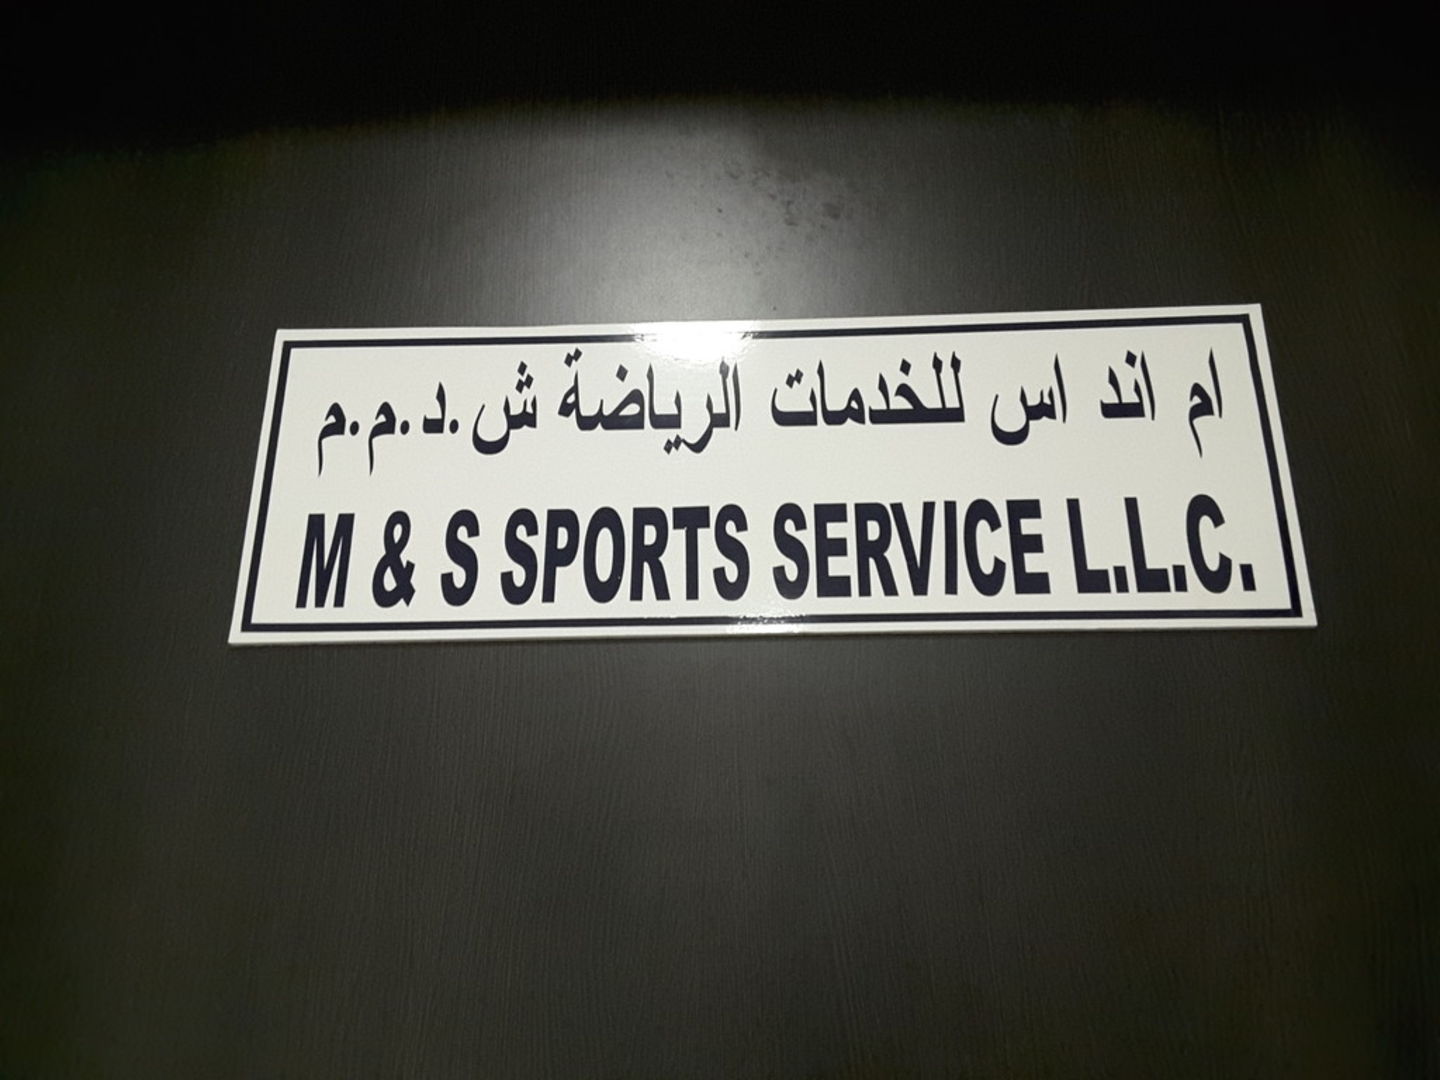 ام اند اس للخدمات الرياضة ش.د.م.م
M & S SPORTS SERVICE L.L.C.